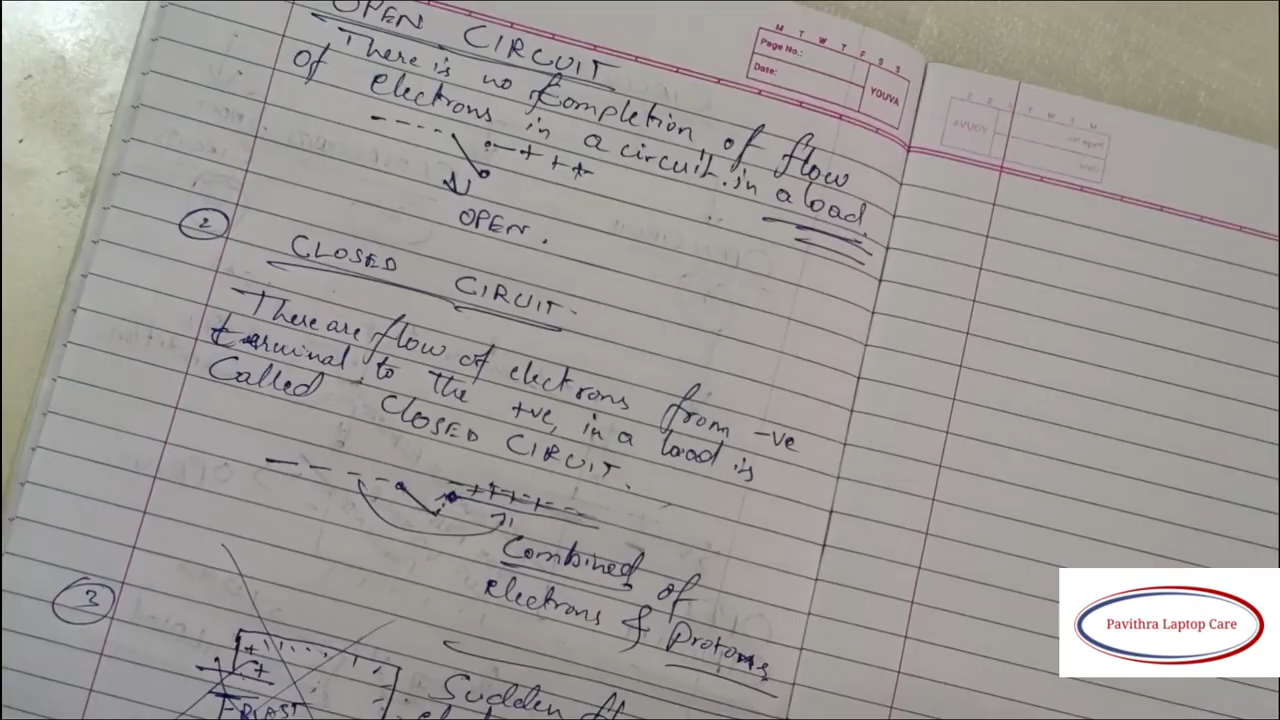 OPEN CIRCUIT
There is no completion of flow
of electrons in a circuit. in a load.
- - - -
+ + +
OPEN.
2
CLOSED CIRUIT.
There are flow of electrons from -ve
terminal to the +ve, in a load is
Called CLOSED CIRCUIT.
Combined of
electrons & Protons
3
Sudden
M T W T F S S
Page No.:
Date:
YOUVA
Pavithra Laptop Care